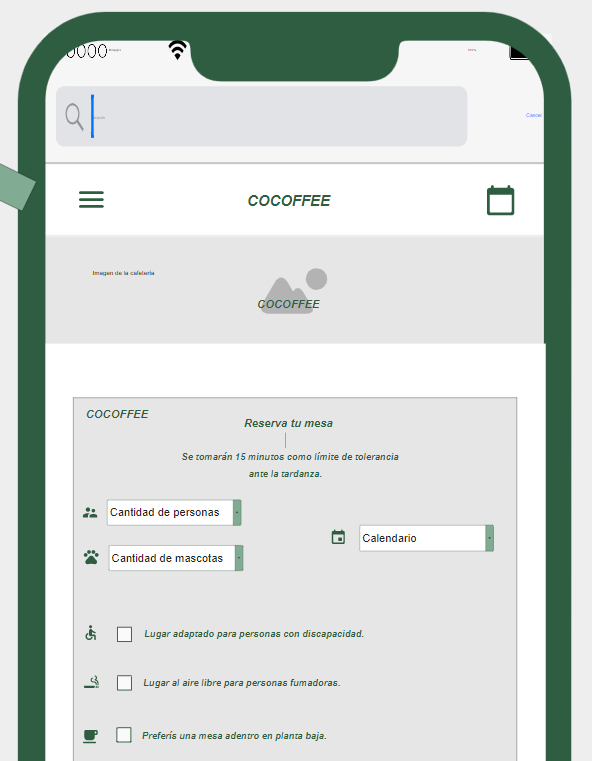 Cancel
COCOFFEE
Imagen de la cafetería
COCOFFEE
COCOFFEE
Reserva tu mesa
Se tomarán 15 minutos como límite de tolerancia
ante la tardanza.
Cantidad de personas
Calendario
Cantidad de mascotas
Lugar adaptado para personas con discapacidad.
Lugar al aire libre para personas fumadoras.
Preferís una mesa adentro en planta baja.